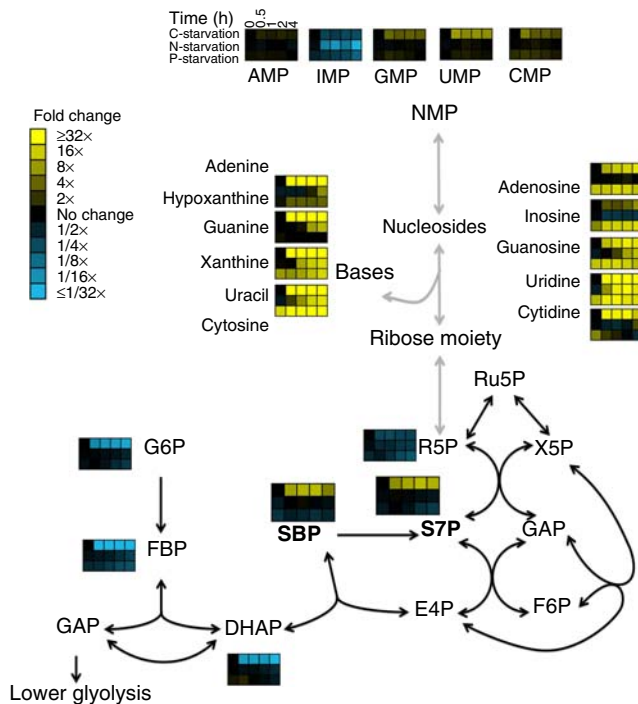 Time (h)
0 0.5 1 2 4
C-starvation
N-starvation
P-starvation
AMP IMP GMP UMP CMP
NMP
Fold change
≥32×
16×
8×
4×
2×
No change
1/2×
1/4×
1/8×
1/16×
≤1/32×
Adenine
Hypoxanthine
Guanine
Xanthine
Uracil
Cytosine
Bases
Nucleosides
Adenosine
Inosine
Guanosine
Uridine
Cytidine
Ribose moiety
Ru5P
G6P
R5P
X5P
FBP
SBP
S7P
GAP
GAP
DHAP
E4P
F6P
Lower glyolysis